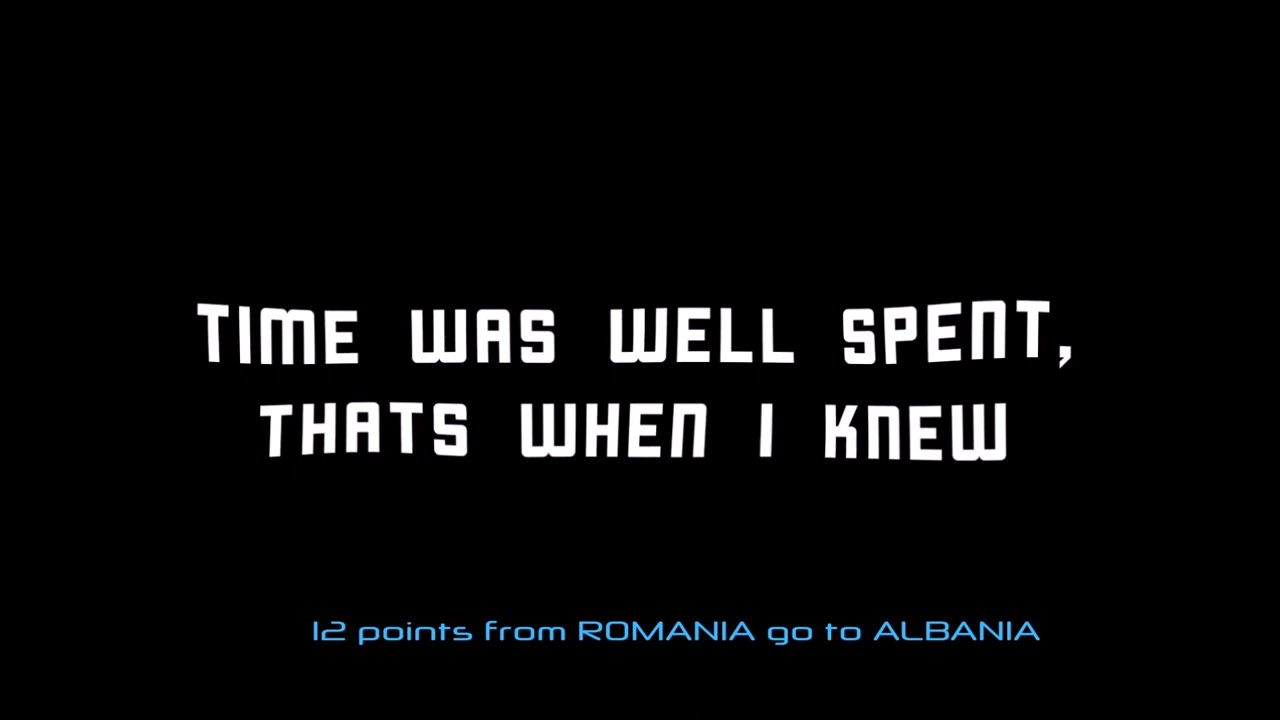 TIME WAS WELL SPENT,
THATS WHEN I KNEW
12 points from ROMANIA go to ALBANIA